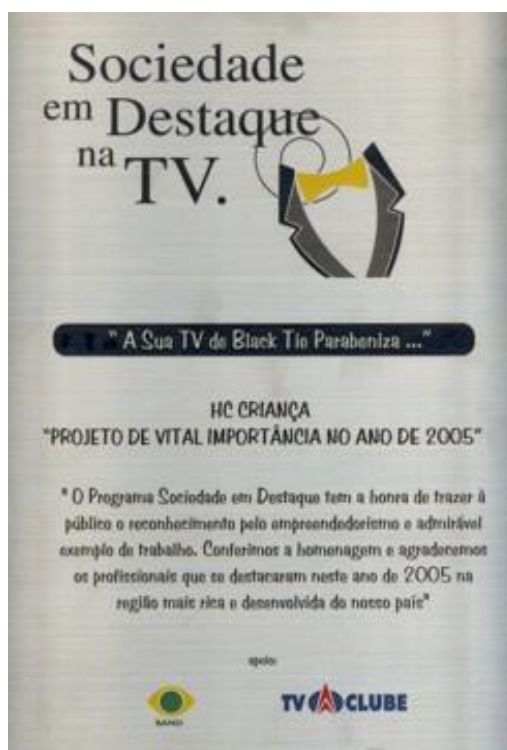 Sociedade
em Destaque
na TV.
" A Sua TV de Black Tie Parabeniza ..."
HC CRIANÇA
"PROJETO DE VITAL IMPORTÂNCIA NO ANO DE 2005"
" O Programa Sociedade em Destaque tem a honra de trazer à
público o reconhecimento pelo empreendedorismo e admirável
exemplo de trabalho. Conferimos a homenagem e agradecemos
os profissionais que se destacaram neste ano de 2005 na
região mais rica e desenvolvida do nosso país"
apoio:
BAND
TV CLUBE